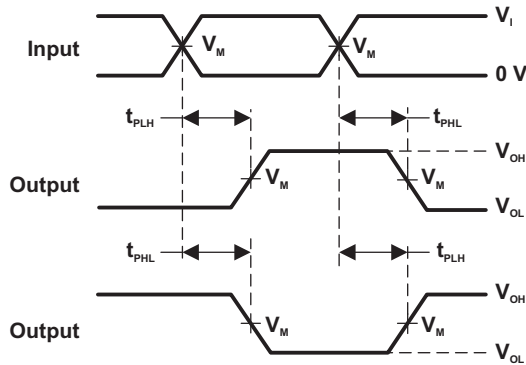 V_I
Input V_M V_M
0 V
t_PLH t_PHL
V_OH
Output V_M V_M
V_OL
t_PHL t_PLH
V_OH
Output V_M V_M
V_OL